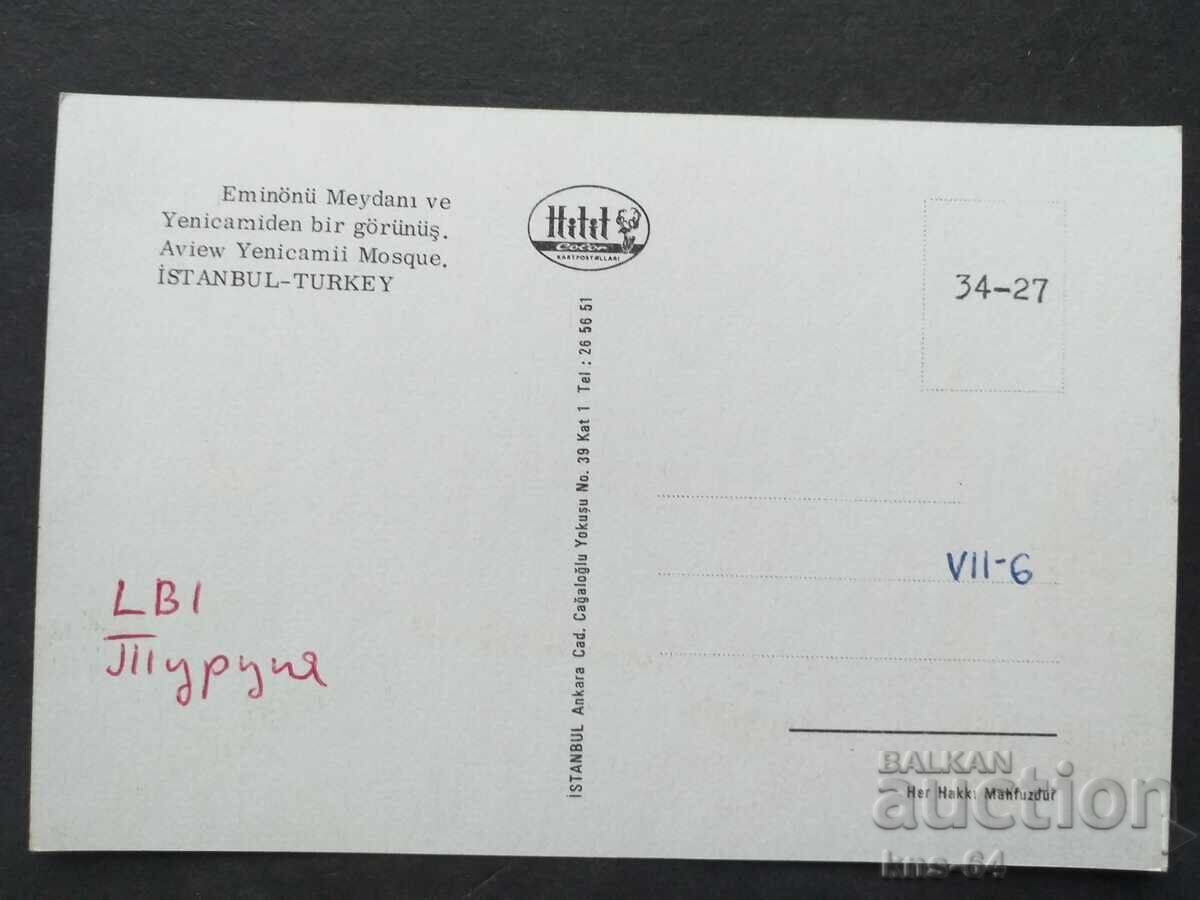 Eminönü Meydanı ve
Yenicamiden bir görünüş.
Aview Yenicamii Mosque.
İSTANBUL-TURKEY
Hitit
Color
KARTPOSTALLARI
34-27
İSTANBUL Ankara Cad. Cağaloğlu Yokuşu No. 39 Kat 1 Tel : 26 56 51
VII-6
LB1
Турция
Her Hakkı Mahfuzdur
BALKAN
auction
kns-64